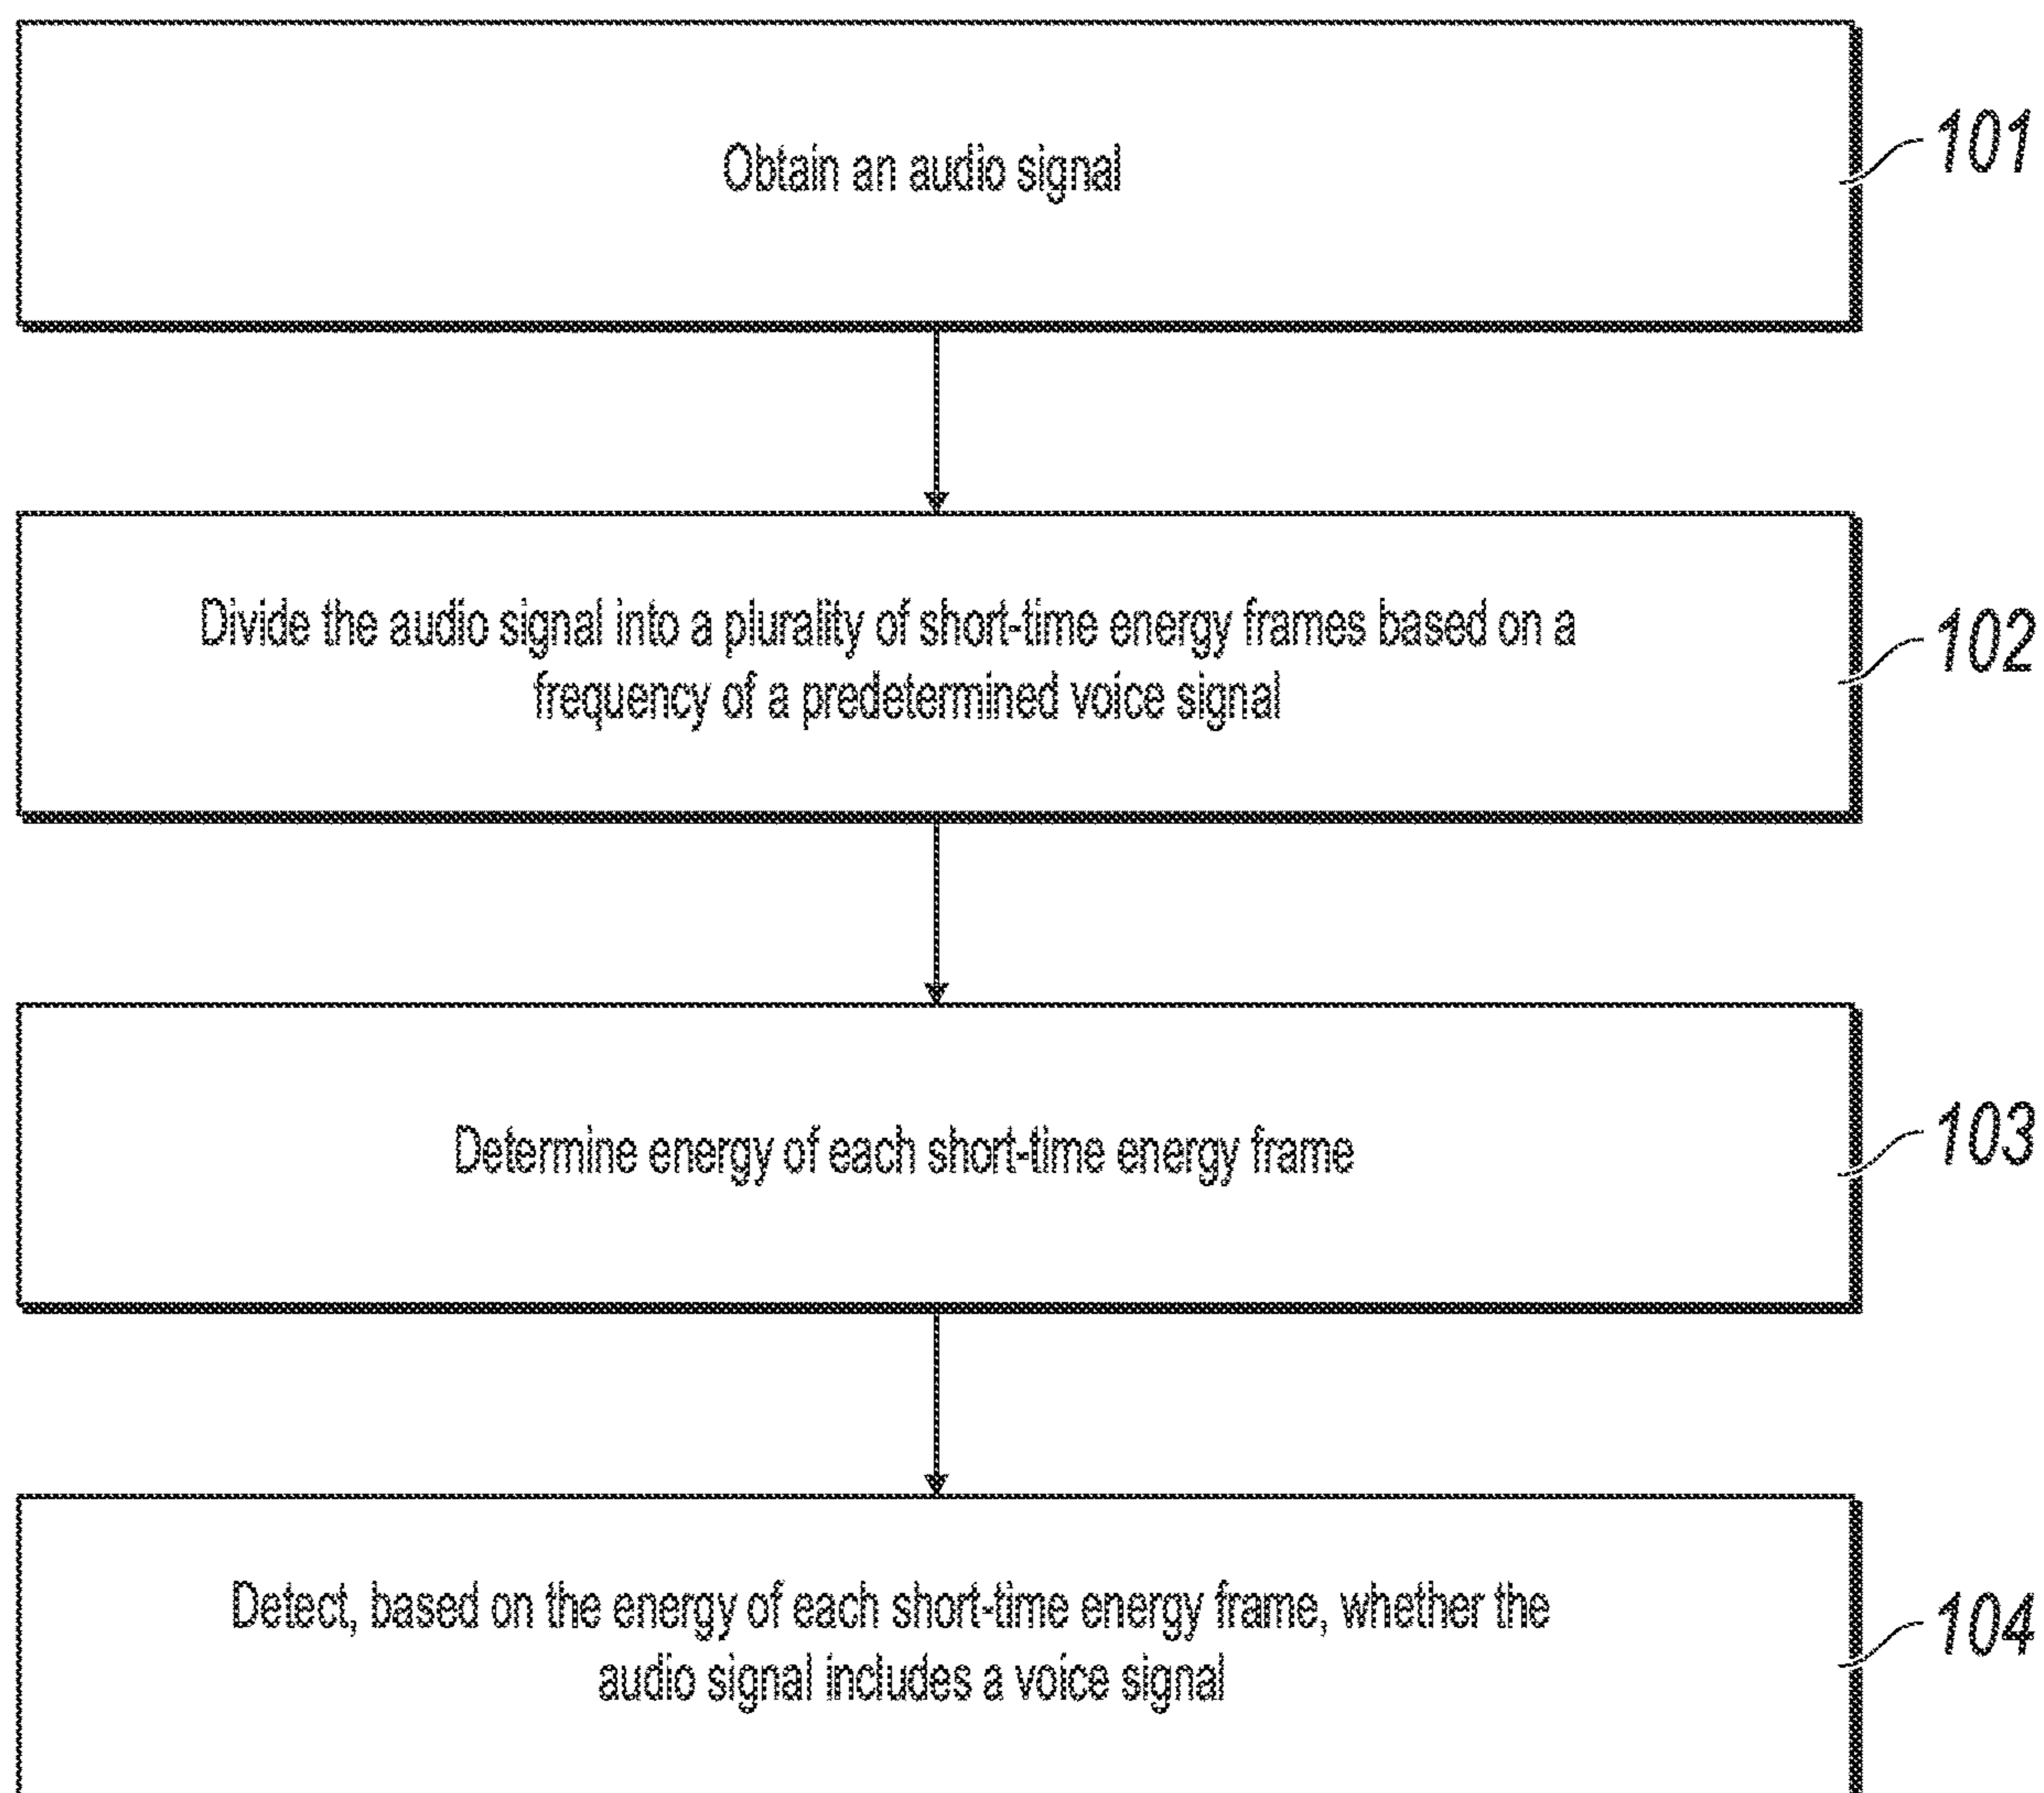 Obtain an audio signal
101
Divide the audio signal into a plurality of short-time energy frames based on a
frequency of a predetermined voice signal
102
Determine energy of each short-time energy frame
103
Detect, based on the energy of each short-time energy frame, whether the
audio signal includes a voice signal
104